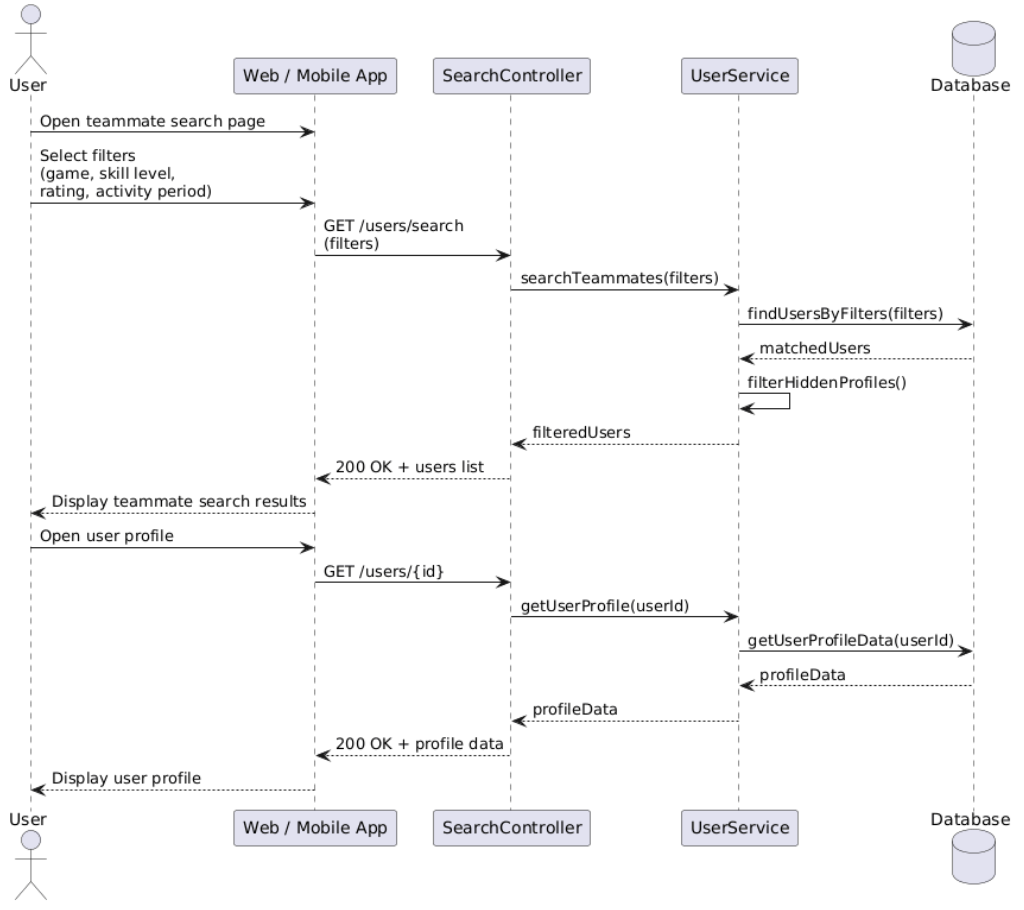 User
Web / Mobile App
SearchController
UserService
Database
Open teammate search page
Select filters
(game, skill level,
rating, activity period)
GET /users/search
(filters)
searchTeammates(filters)
findUsersByFilters(filters)
matchedUsers
filterHiddenProfiles()
filteredUsers
200 OK + users list
Display teammate search results
Open user profile
GET /users/{id}
getUserProfile(userId)
getUserProfileData(userId)
profileData
profileData
200 OK + profile data
Display user profile
User
Web / Mobile App
SearchController
UserService
Database